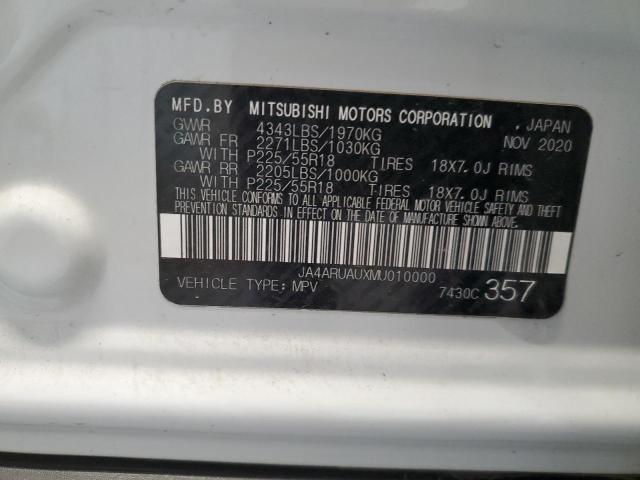 MFD.BY MITSUBISHI MOTORS CORPORATION , JAPAN
GVWR 4343LBS/1970KG NOV 2020
GAWR FR 2271LBS/1030KG
WITH P225/55R18 TIRES 18X7.0J RIMS
GAWR RR 2205LBS/1000KG
WITH P225/55R18 TIRES 18X7.0J RIMS
THIS VEHICLE CONFORMS TO ALL APPLICABLE FEDERAL MOTOR VEHICLE SAFETY AND THEFT
PREVENTION STANDARDS IN EFFECT ON THE DATE OF MANUFACTURE SHOWN ABOVE.
JA4ARUAUXMU010000
VEHICLE TYPE:MPV 7430C 357